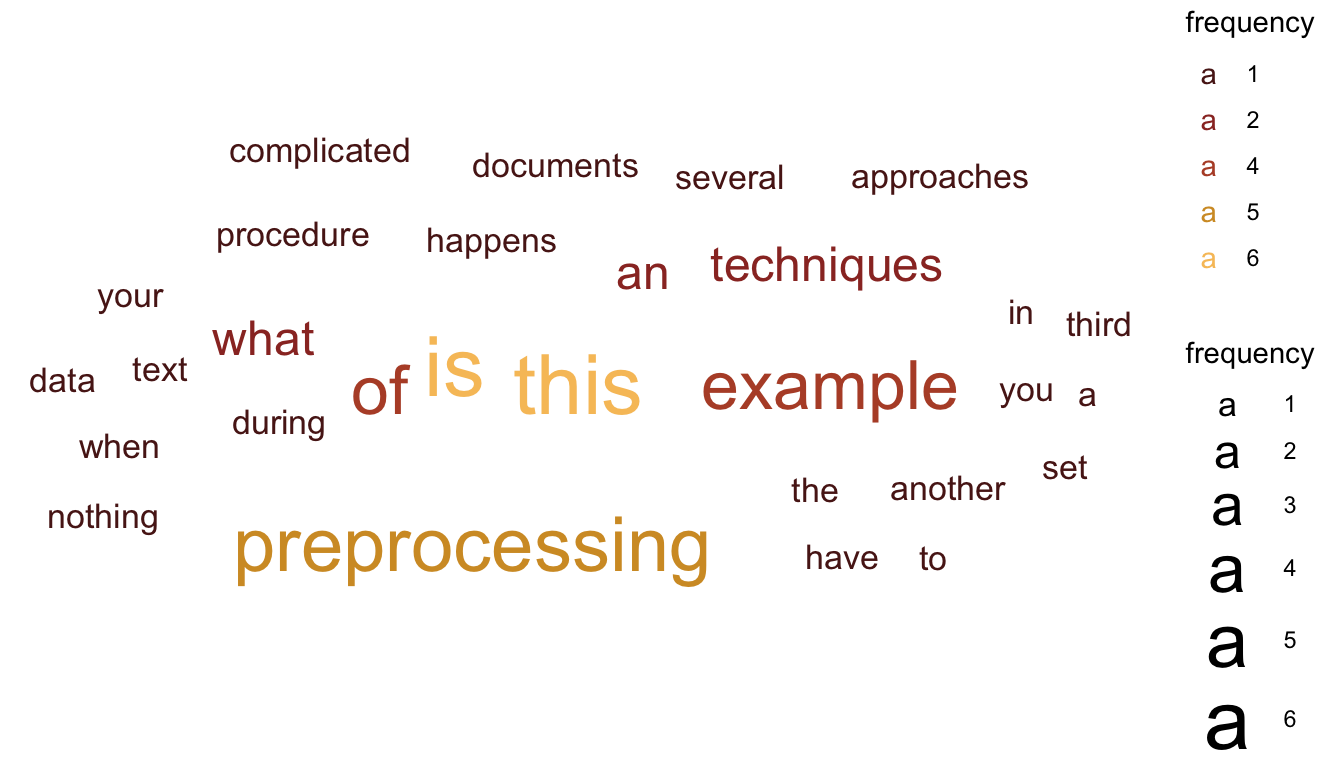 complicated
documents
several
approaches
procedure
happens
an
techniques
your
what
in
third
data
text
of
is
this
example
you
a
during
when
the
another
set
nothing
preprocessing
have
to
frequency
a 1
a 2
a 4
a 5
a 6
frequency
a 1
a 2
a 3
a 4
a 5
a 6